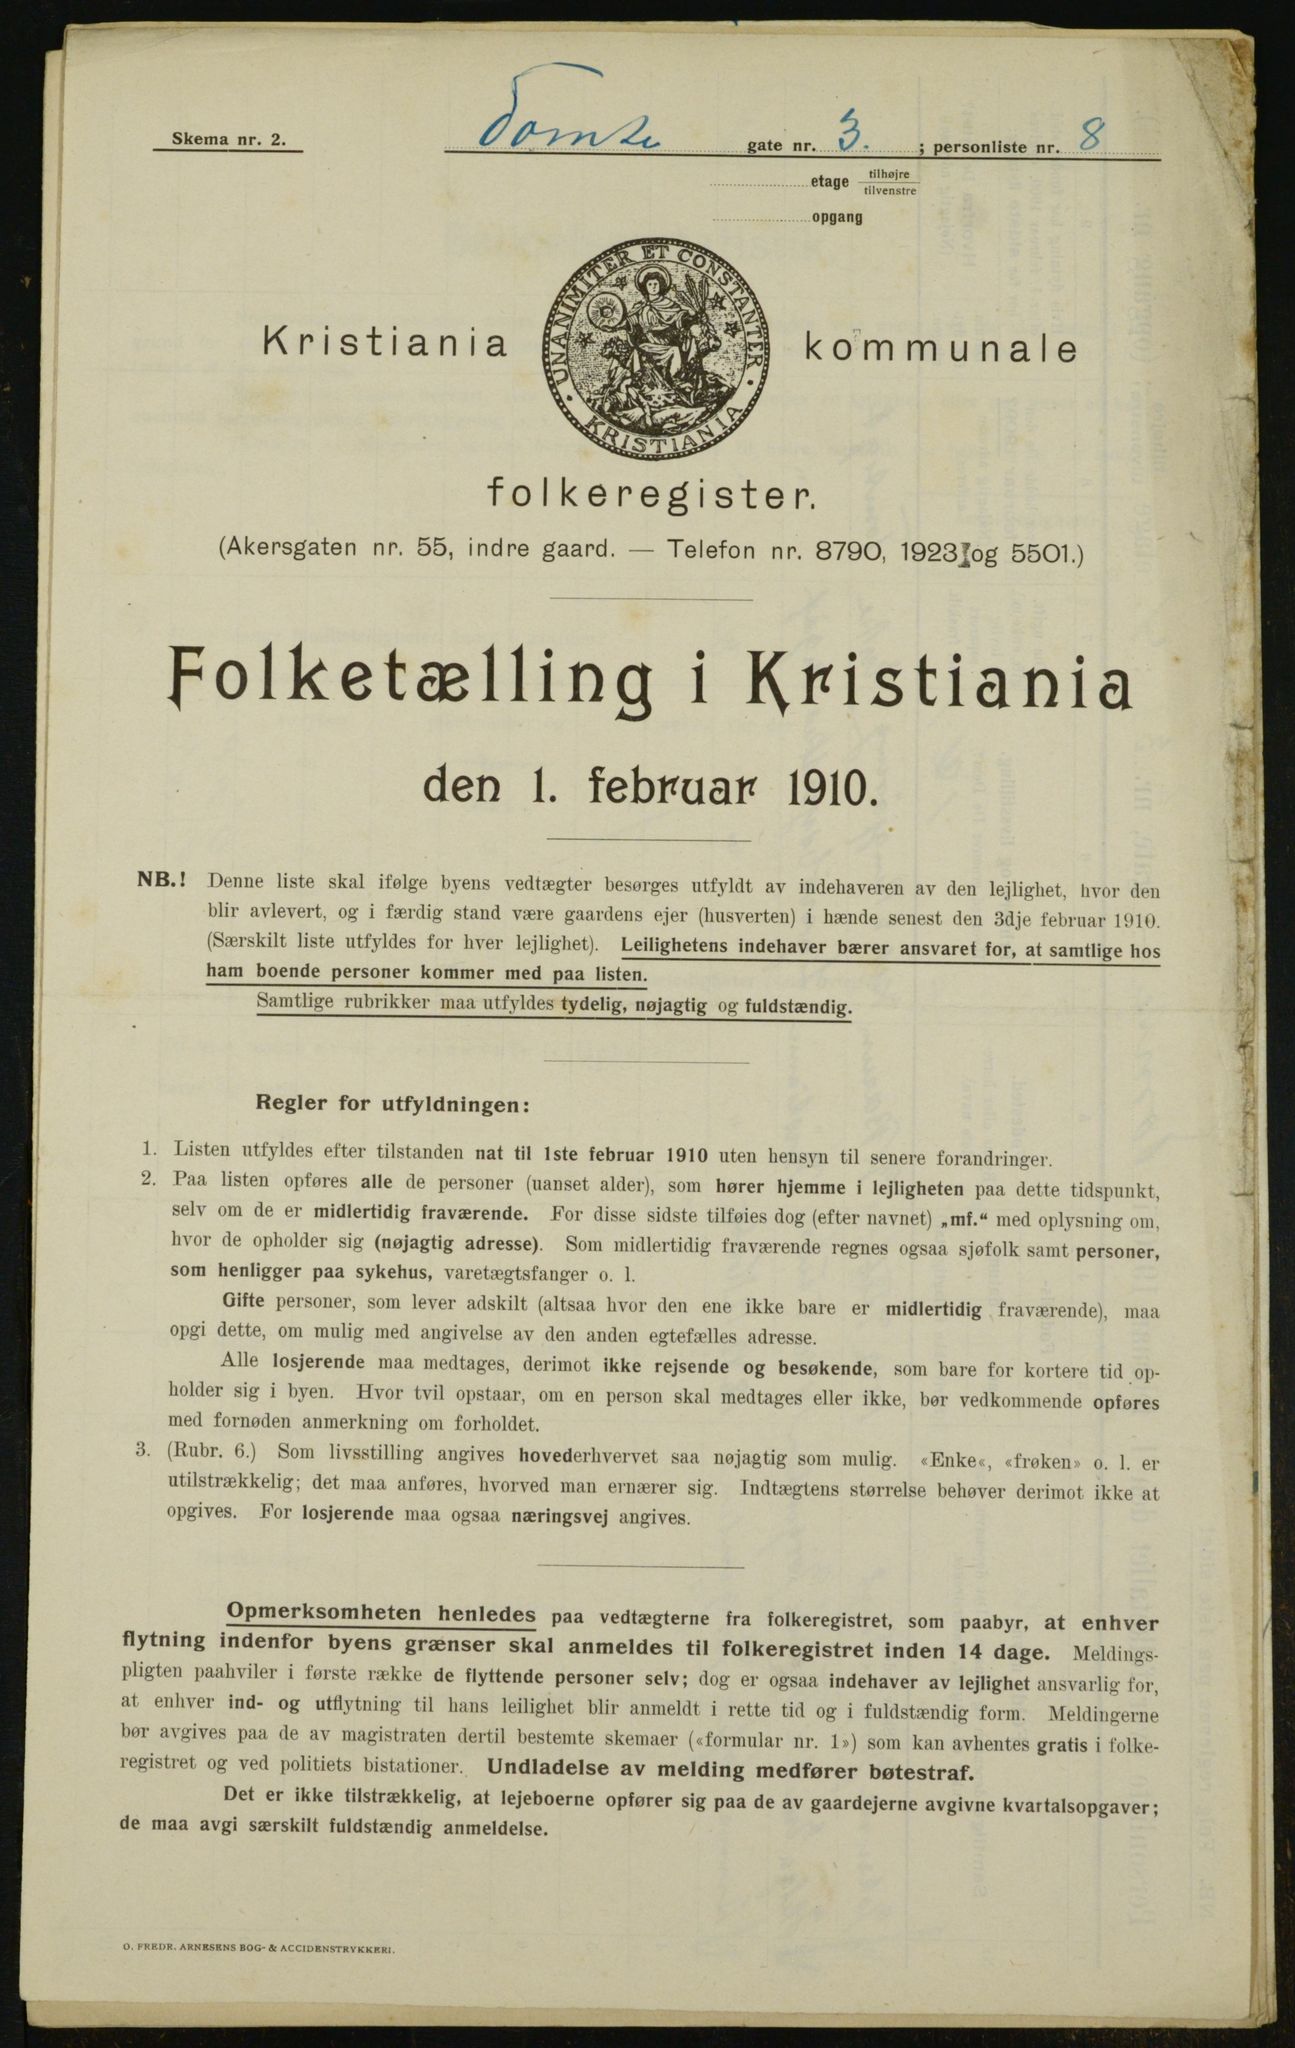 Skema nr. 2.
Tomte gate nr. 3. ; personliste nr. 8
etage tilhøjre
tilvenstre
opgang
UNANIMITER ET CONSTANTER
KRISTIANIA
Kristiania kommunale
folkeregister.
(Akersgaten nr. 55, indre gaard. — Telefon nr. 8790, 1923 og 5501.)
Folketælling i Kristiania
den 1. februar 1910.
NB.! Denne liste skal ifølge byens vedtægter besørges utfyldt av indehaveren av den lejlighet, hvor den
blir avlevert, og i færdig stand være gaardens ejer (husverten) i hænde senest den 3dje februar 1910.
(Særskilt liste utfyldes for hver lejlighet). Leilighetens indehaver bærer ansvaret for, at samtlige hos
ham boende personer kommer med paa listen.
Samtlige rubrikker maa utfyldes tydelig, nøjagtig og fuldstændig.
Regler for utfyldningen:
1. Listen utfyldes efter tilstanden nat til 1ste februar 1910 uten hensyn til senere forandringer.
2. Paa listen opføres alle de personer (uanset alder), som hører hjemme i lejligheten paa dette tidspunkt,
selv om de er midlertidig fraværende. For disse sidste tilføies dog (efter navnet) „mf.“ med oplysning om,
hvor de opholder sig (nøjagtig adresse). Som midlertidig fraværende regnes ogsaa sjøfolk samt personer,
som henligger paa sykehus, varetægtsfanger o. l.
Gifte personer, som lever adskilt (altsaa hvor den ene ikke bare er midlertidig fraværende), maa
opgi dette, om mulig med angivelse av den anden egtefælles adresse.
Alle losjerende maa medtages, derimot ikke rejsende og besøkende, som bare for kortere tid op-
holder sig i byen. Hvor tvil opstaar, om en person skal medtages eller ikke, bør vedkommende opføres
med fornøden anmerkning om forholdet.
3. (Rubr. 6.) Som livsstilling angives hovederhvervet saa nøjagtig som mulig. «Enke«, «frøken» o. l. er
utilstrækkelig; det maa anføres, hvorved man ernærer sig. Indtægtens størrelse behøver derimot ikke at
opgives. For losjerende maa ogsaa næringsvej angives.
Opmerksomheten henledes paa vedtægterne fra folkeregistret, som paabyr, at enhver
flytning indenfor byens grænser skal anmeldes til folkeregistret inden 14 dage. Meldings-
pligten paahviler i første række de flyttende personer selv; dog er ogsaa indehaver av lejlighet ansvarlig for,
at enhver ind- og utflytning til hans leilighet blir anmeldt i rette tid og i fuldstændig form. Meldingerne
bør avgives paa de av magistraten dertil bestemte skemaer («formular nr. 1») som kan avhentes gratis i folke-
registret og ved politiets bistationer. Undladelse av melding medfører bøtestraf.
Det er ikke tilstrækkelig, at lejeboerne opfører sig paa de av gaardejerne avgivne kvartalsopgaver;
de maa avgi særskilt fuldstændig anmeldelse.
O. FREDR. ARNESENS BOG- & ACCIDENSTRYKKERI.